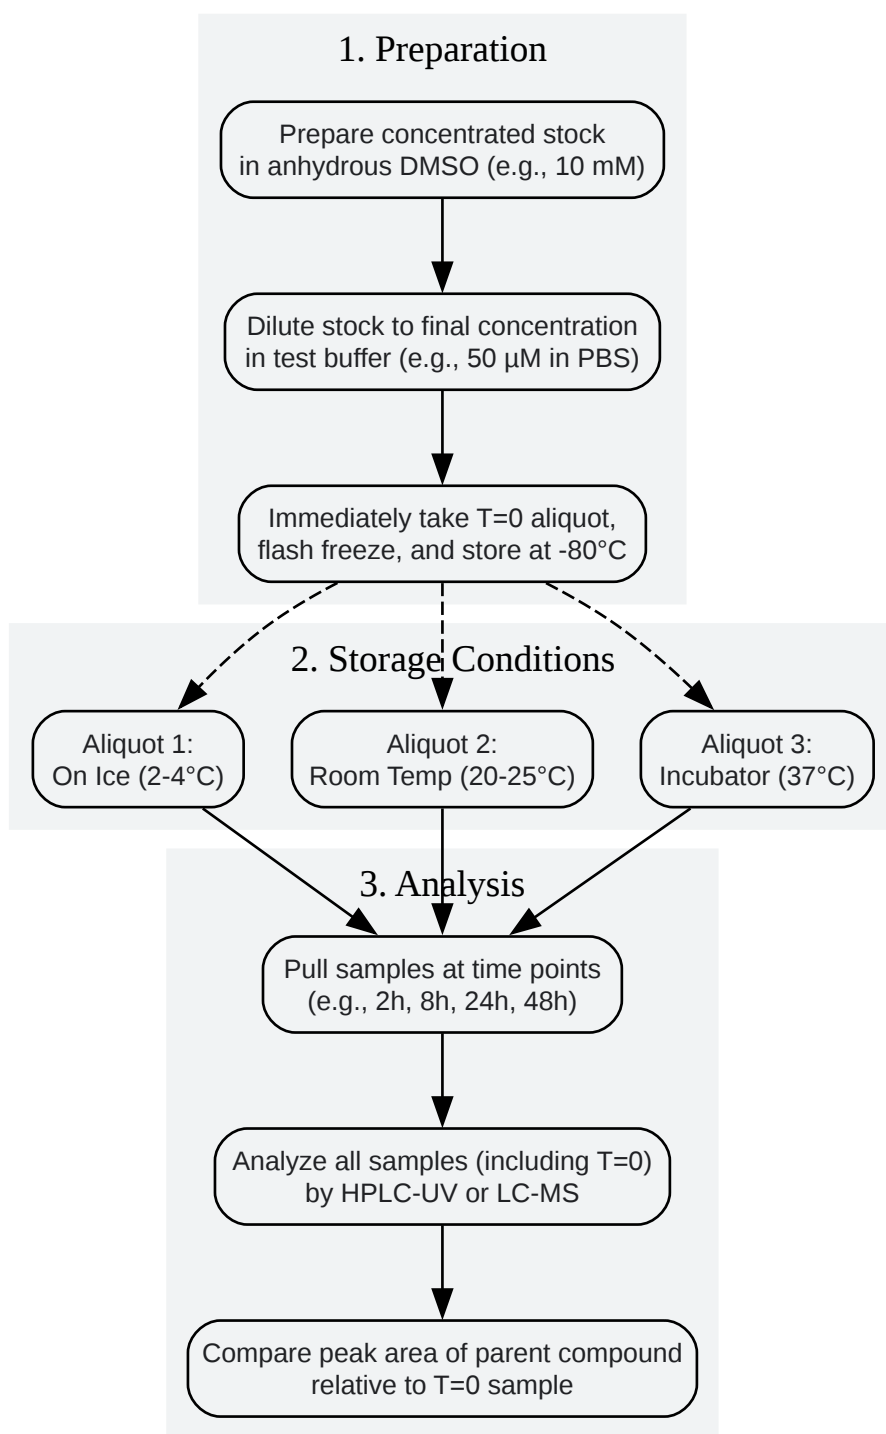 1. Preparation
Prepare concentrated stock
in anhydrous DMSO (e.g., 10 mM)
Dilute stock to final concentration
in test buffer (e.g., 50 µM in PBS)
Immediately take T=0 aliquot,
flash freeze, and store at -80°C
2. Storage Conditions
Aliquot 1:
On Ice (2-4°C)
Aliquot 2:
Room Temp (20-25°C)
Aliquot 3:
Incubator (37°C)
3. Analysis
Pull samples at time points
(e.g., 2h, 8h, 24h, 48h)
Analyze all samples (including T=0)
by HPLC-UV or LC-MS
Compare peak area of parent compound
relative to T=0 sample